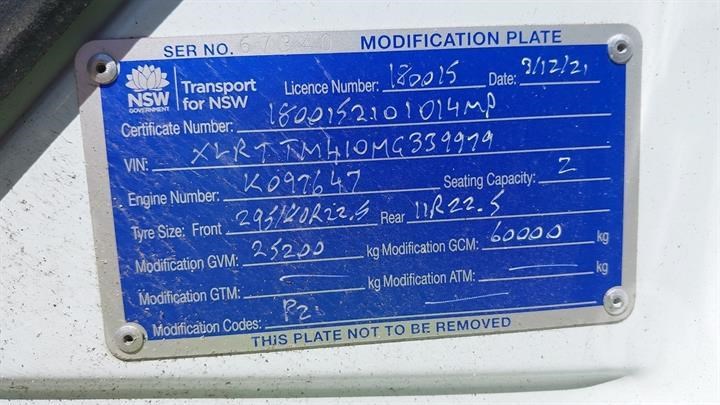 SER NO. 67340 MODIFICATION PLATE
NSW GOVERNMENT
Transport for NSW
Licence Number: 180015 Date: 3/12/21
Certificate Number: 1800152101014MP
VIN: XLRTTM410MG339979
Engine Number: K097647 Seating Capacity: 2
Tyre Size: Front 295/80R22.5 Rear 11R22.5
Modification GVM: 25200 kg Modification GCM: 60000 kg
Modification GTM: — kg Modification ATM: — kg
Modification Codes: P2. —
THIS PLATE NOT TO BE REMOVED